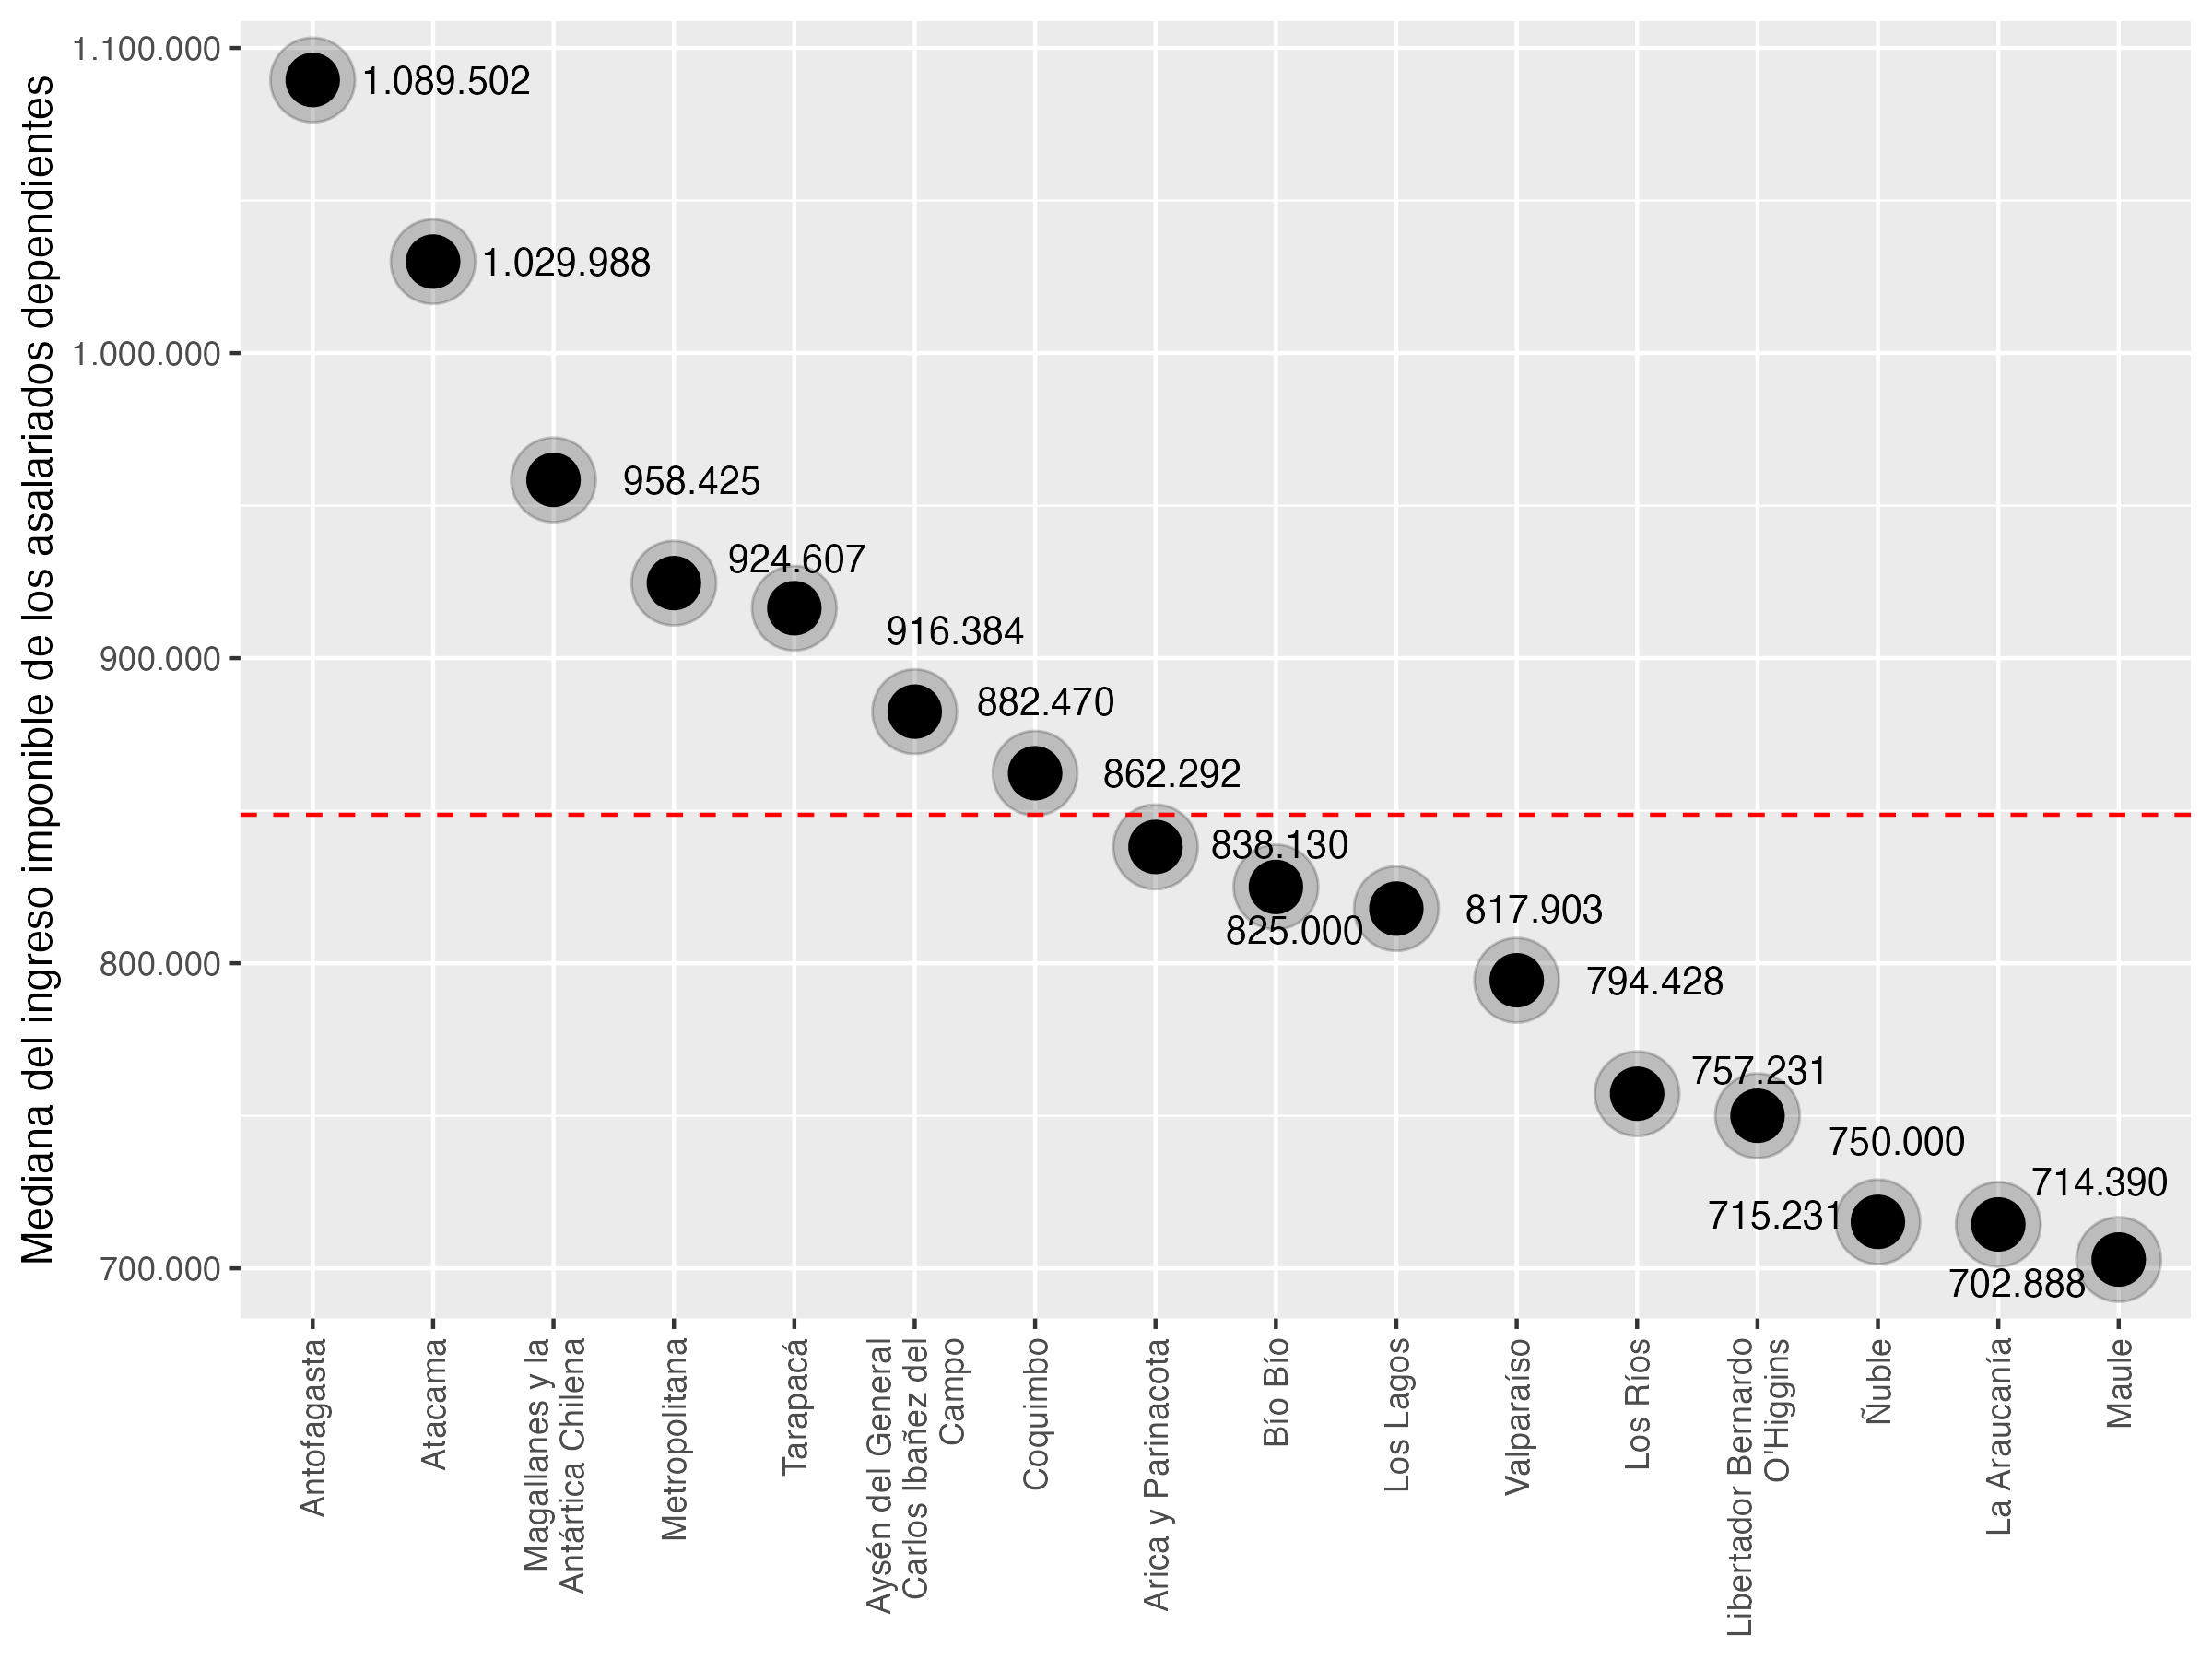 Mediana del ingreso imponible de los asalariados dependientes
1.100.000
1.000.000
900.000
800.000
700.000
1.089.502
1.029.988
958.425
924.607
916.384
882.470
862.292
838.130
825.000
817.903
794.428
757.231
750.000
715.231
714.390
702.888
Antofagasta
Atacama
Magallanes y la
Antártica Chilena
Metropolitana
Tarapacá
Aysén del General
Carlos Ibañez del
Campo
Coquimbo
Arica y Parinacota
Bío Bío
Los Lagos
Valparaíso
Los Ríos
Libertador Bernardo
O'Higgins
Ñuble
La Araucanía
Maule